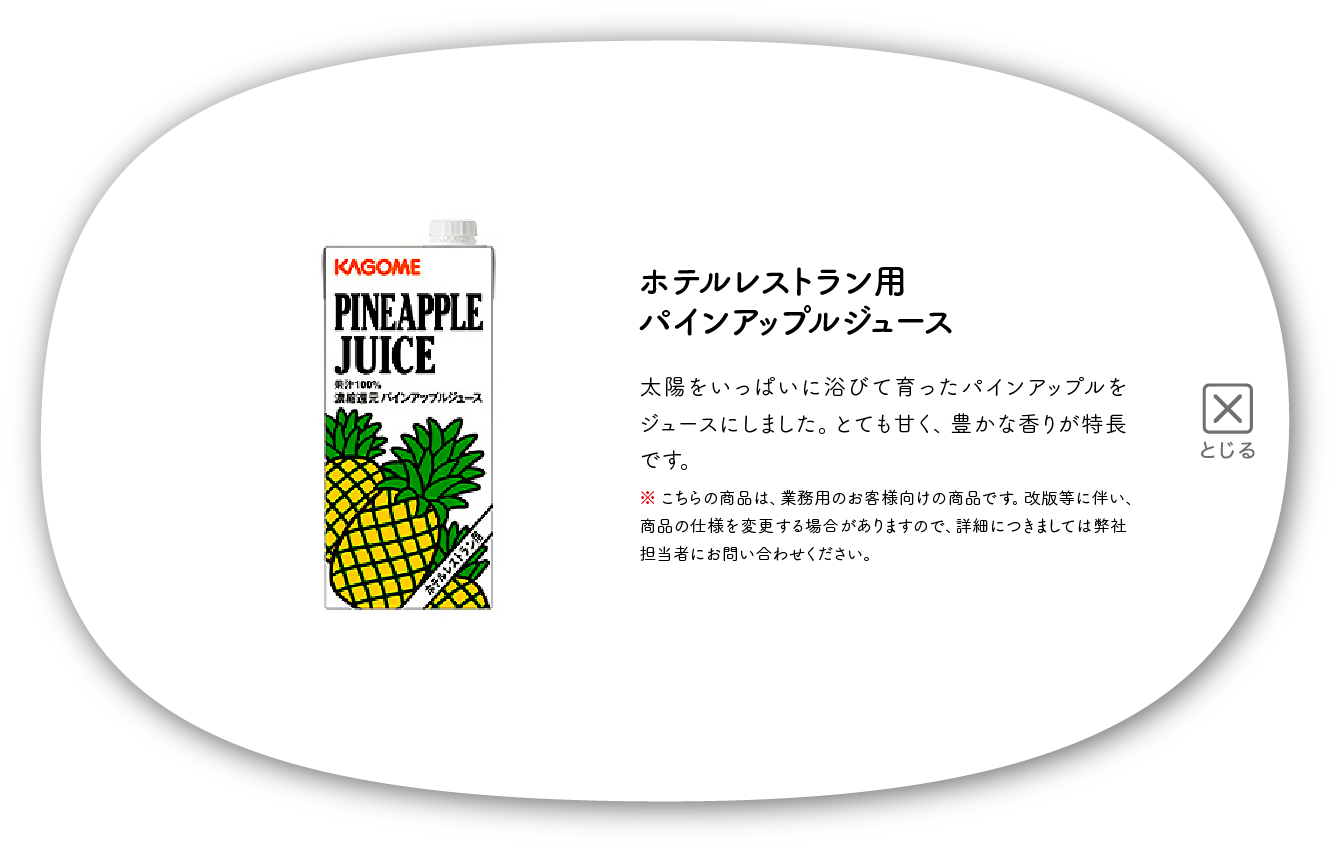 KAGOME
PINEAPPLE
JUICE
果汁100%
濃縮還元 パインアップルジュース
ホテルレストラン用
ホテルレストラン用
パインアップルジュース
太陽をいっぱいに浴びて育ったパインアップルを
ジュースにしました。とても甘く、豊かな香りが特長
です。
※ こちらの商品は、業務用のお客様向けの商品です。改版等に伴い、
商品の仕様を変更する場合がありますので、詳細につきましては弊社
担当者にお問い合わせください。
とじる